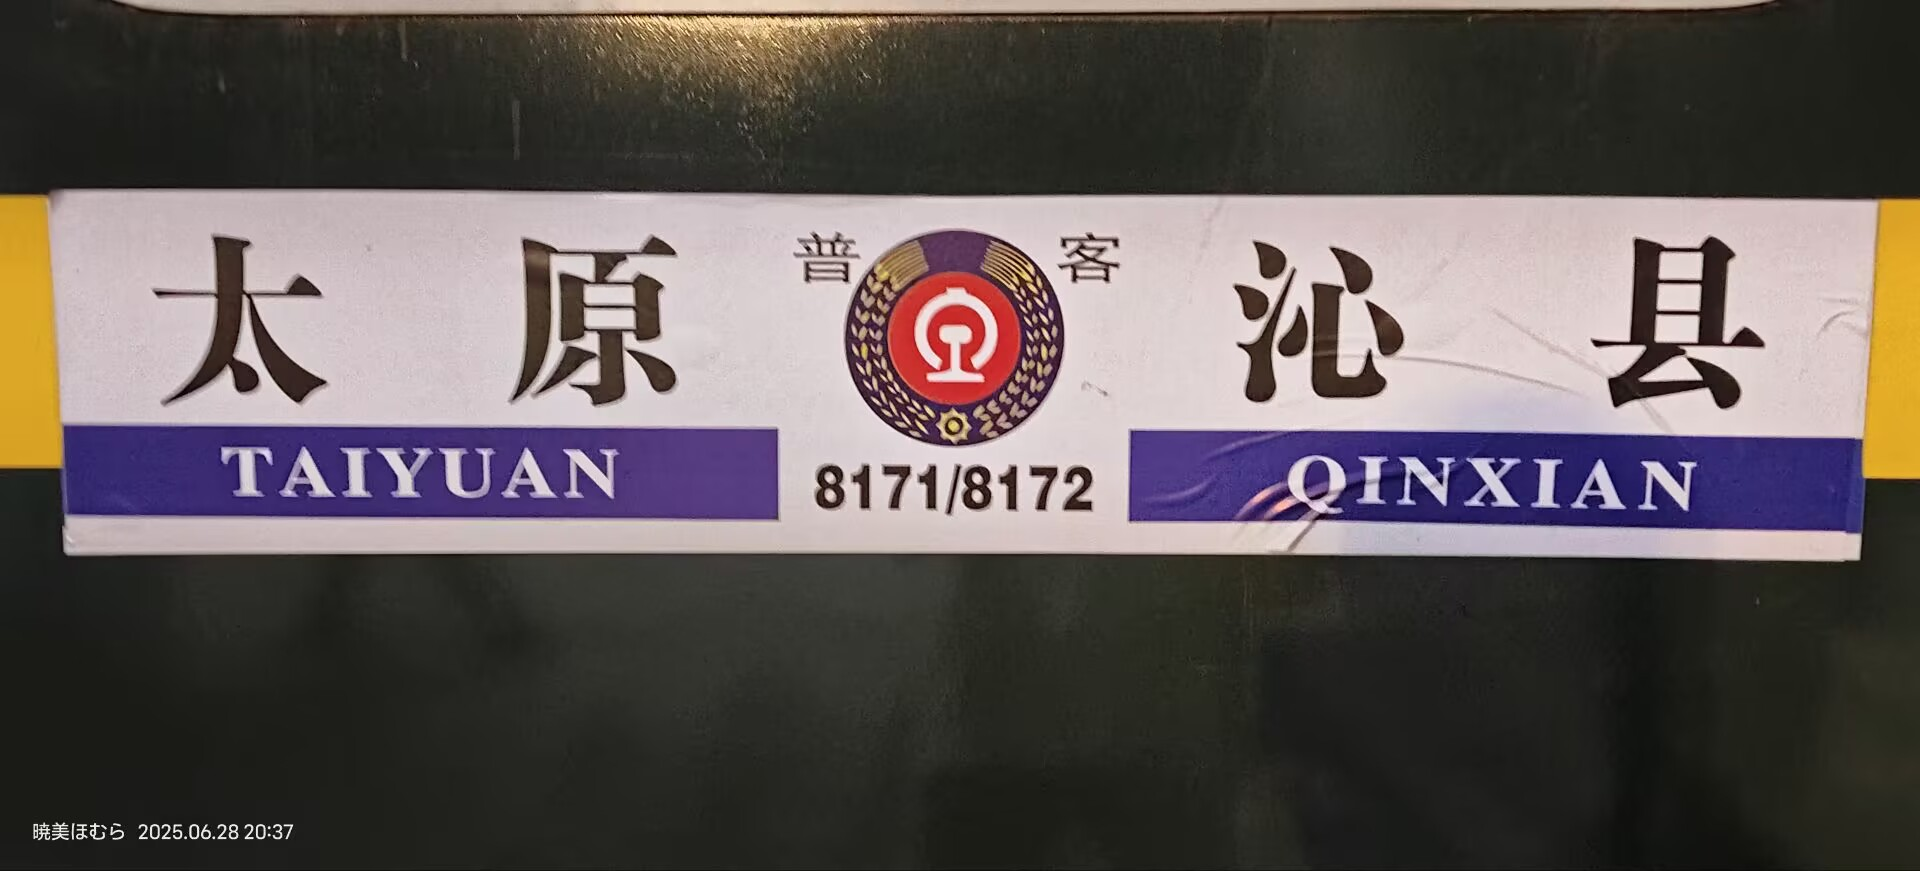 太原 普客 沁县
TAIYUAN 8171/8172 QINXIAN
暁美ほむら 2025.06.28 20:37